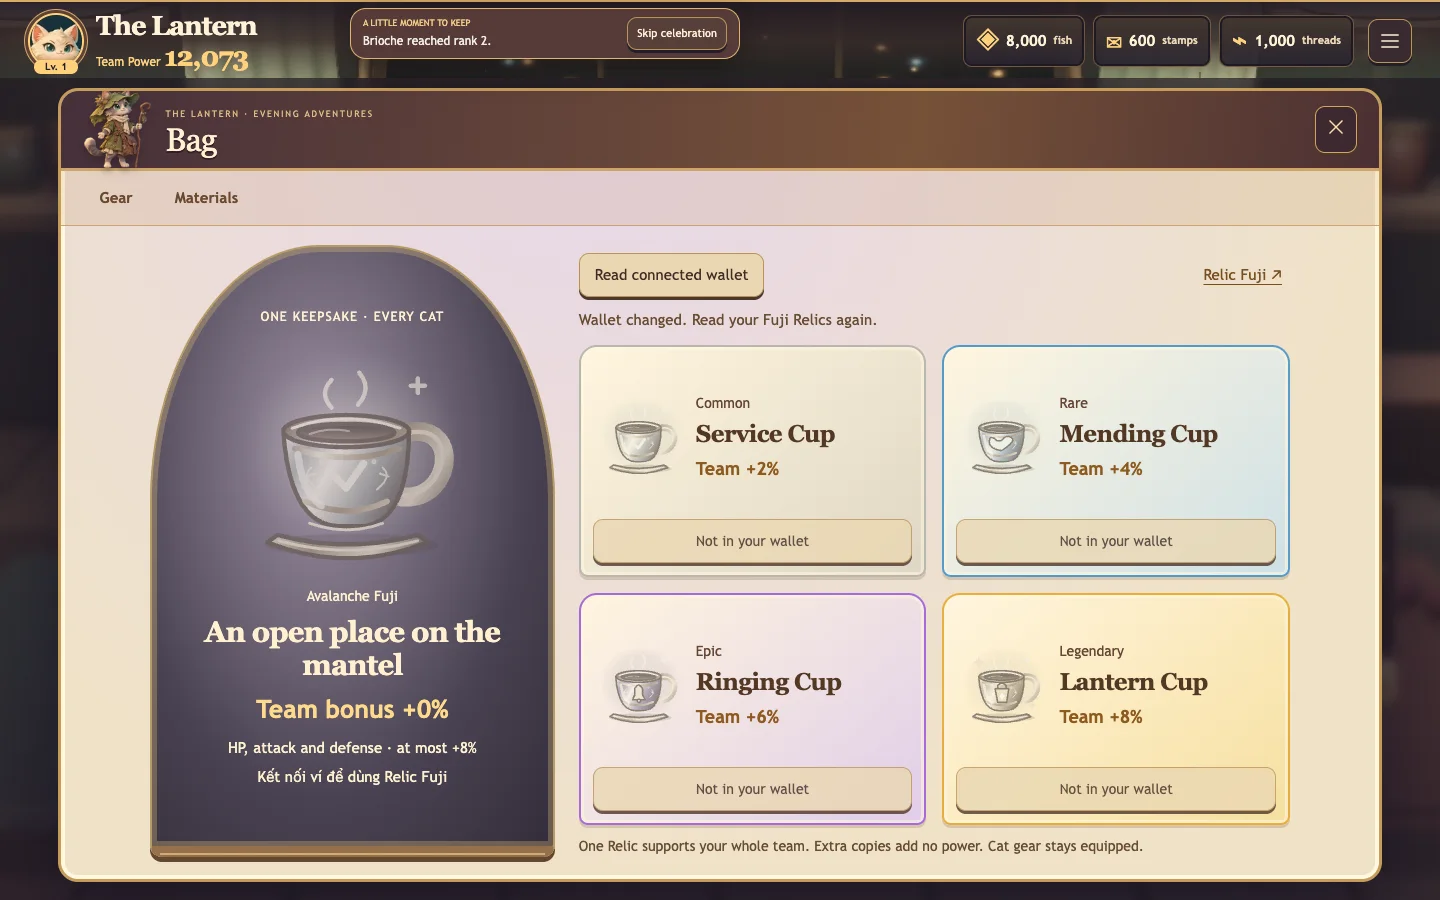 The Lantern
Team Power 12,073
Lv. 1
A LITTLE MOMENT TO KEEP
Brioche reached rank 2.
Skip celebration
8,000 fish
600 stamps
1,000 threads
THE LANTERN · EVENING ADVENTURES
Bag
Gear
Materials
ONE KEEPSAKE · EVERY CAT
Avalanche Fuji
An open place on the
mantel
Team bonus +0%
HP, attack and defense · at most +8%
Kết nối ví để dùng Relic Fuji
Read connected wallet
Relic Fuji ↗
Wallet changed. Read your Fuji Relics again.
Common
Service Cup
Team +2%
Not in your wallet
Rare
Mending Cup
Team +4%
Not in your wallet
Epic
Ringing Cup
Team +6%
Not in your wallet
Legendary
Lantern Cup
Team +8%
Not in your wallet
One Relic supports your whole team. Extra copies add no power. Cat gear stays equipped.